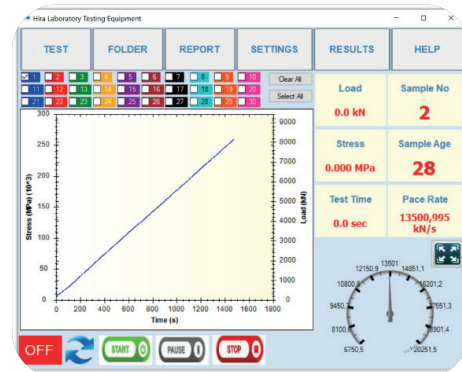 Hira Laboratory Testing Equipment
TEST FOLDER REPORT SETTINGS RESULTS HELP
1 2 3 4 5 6 7 8 9 10 Clear All
11 12 13 14 15 16 17 18 19 20 Select All
21 22 23 24 25 26 27 28 29 30
Load Sample No
0.0 kN 2
Stress Sample Age
0.000 MPa 28
Test Time Pace Rate
0.0 sec 13500,995
kN/s
Stress (MPa) (10^3)
300
250
200
150
100
50
0
9000
8000
7000
6000
5000
4000
3000
2000
1000
0
Load (kN)
0 200 400 600 800 1000 1200 1400 1600 1800
Time (s)
12150,9 13501 14851,1
10800,8 16201,2
9450,7 17551,3
8100,6 18901,4
6750,5 20251,5
OFF START PAUSE STOP